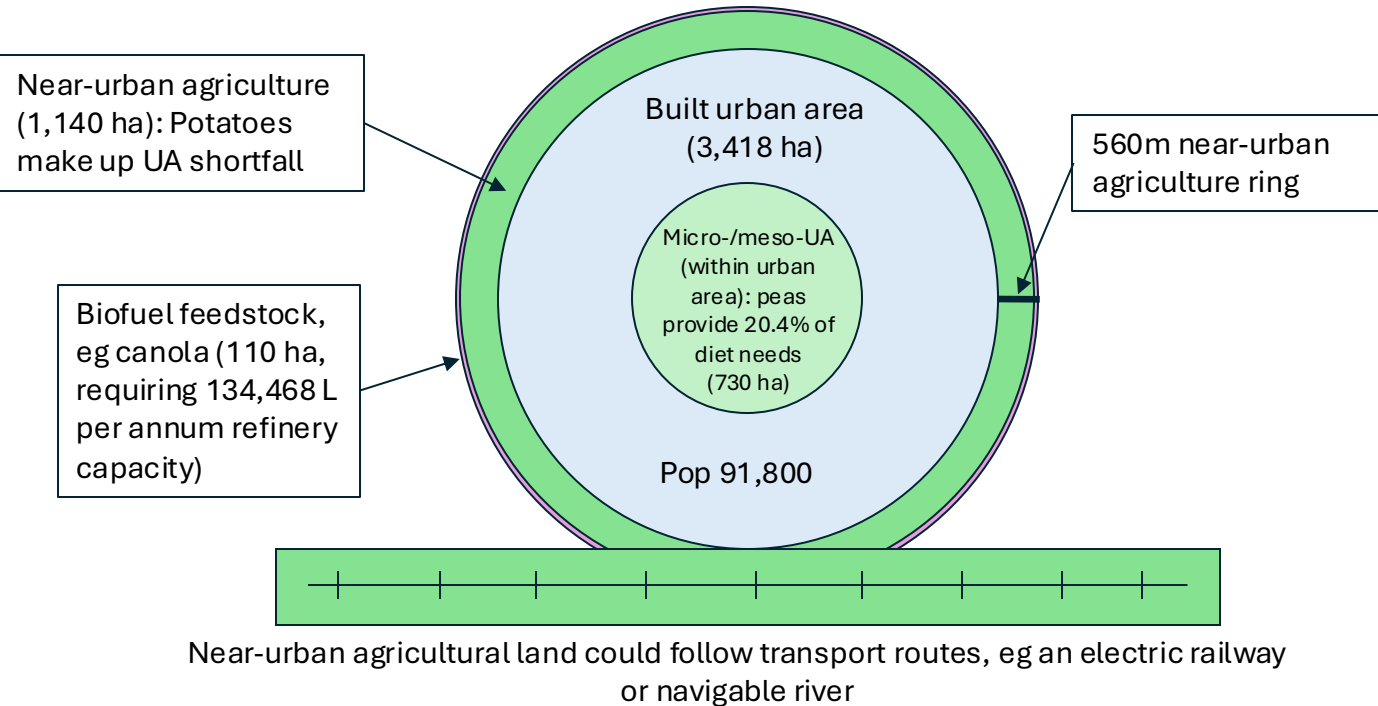 Near-urban agriculture
(1,140 ha): Potatoes
make up UA shortfall
Built urban area
(3,418 ha)
560m near-urban
agriculture ring
Micro-/meso-UA
(within urban
area): peas
provide 20.4% of
diet needs
(730 ha)
Biofuel feedstock,
eg canola (110 ha,
requiring 134,468 L
per annum refinery
capacity)
Pop 91,800
Near-urban agricultural land could follow transport routes, eg an electric railway
or navigable river